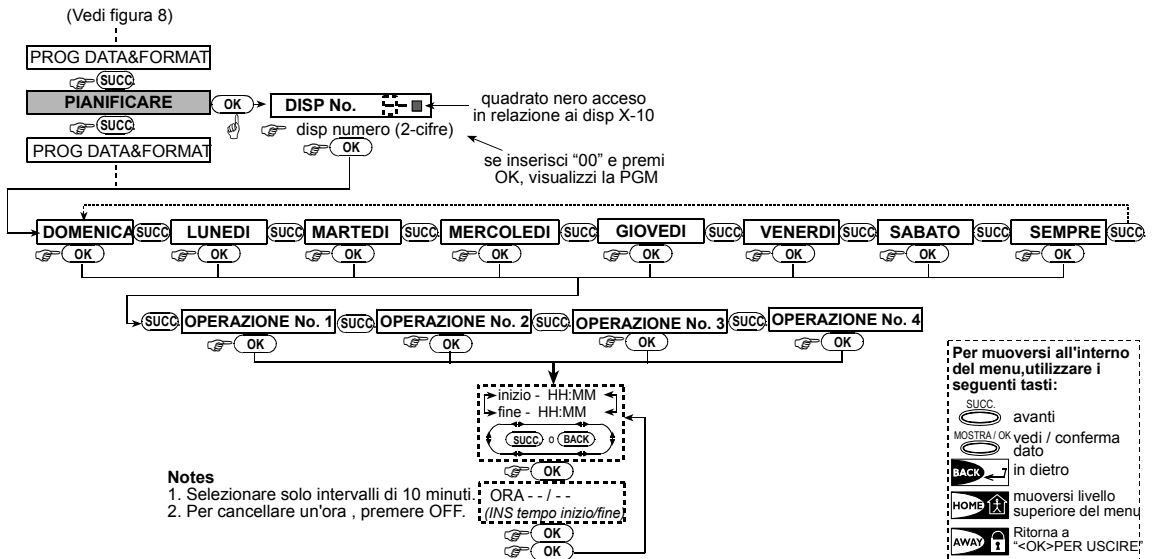 (Vedi figura 8)
PROG DATA&FORMAT
SUCC.
PIANIFICARE
OK
DISP No.
quadrato nero acceso
in relazione ai disp X-10
SUCC.
disp numero (2-cifre)
PROG DATA&FORMAT
OK
se inserisci “00” e premi
OK, visualizzi la PGM
DOMENICA SUCC. LUNEDI SUCC. MARTEDI SUCC. MERCOLEDI SUCC. GIOVEDI SUCC. VENERDI SUCC. SABATO SUCC. SEMPRE SUCC.
OK OK OK OK OK OK OK OK
SUCC. OPERAZIONE No. 1 SUCC. OPERAZIONE No. 2 SUCC. OPERAZIONE No. 3 SUCC. OPERAZIONE No. 4
OK OK OK OK
inizio - HH:MM
fine - HH:MM
SUCC. o BACK
OK
ORA - - / - -
(INS tempo inizio/fine)
OK
OK
Notes
1. Selezionare solo intervalli di 10 minuti.
2. Per cancellare un'ora , premere OFF.
Per muoversi all'interno
del menu,utilizzare i
seguenti tasti:
SUCC.
avanti
MOSTRA / OK vedi / conferma
dato
BACK in dietro
HOME muoversi livello
superiore del menu
AWAY Ritorna a
“<OK>PER USCIRE”